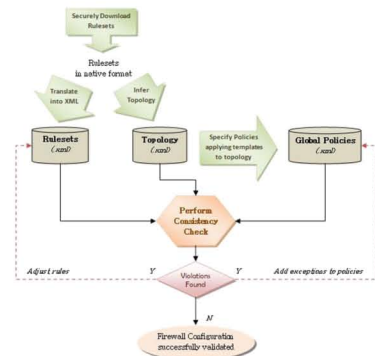 Securely Download
Rulesets
Rulesets
in native format
Translate
into XML
Infer
Topology
Rulesets
(.xml)
Topology
(.xml)
Specify Policies
applying templates
to topology
Global Policies
(.xml)
Perform
Consistency
Check
Adjust rules
Y
Violations
Found
Y
Add exceptions to policies
N
Firewall Configuration
successfully validated